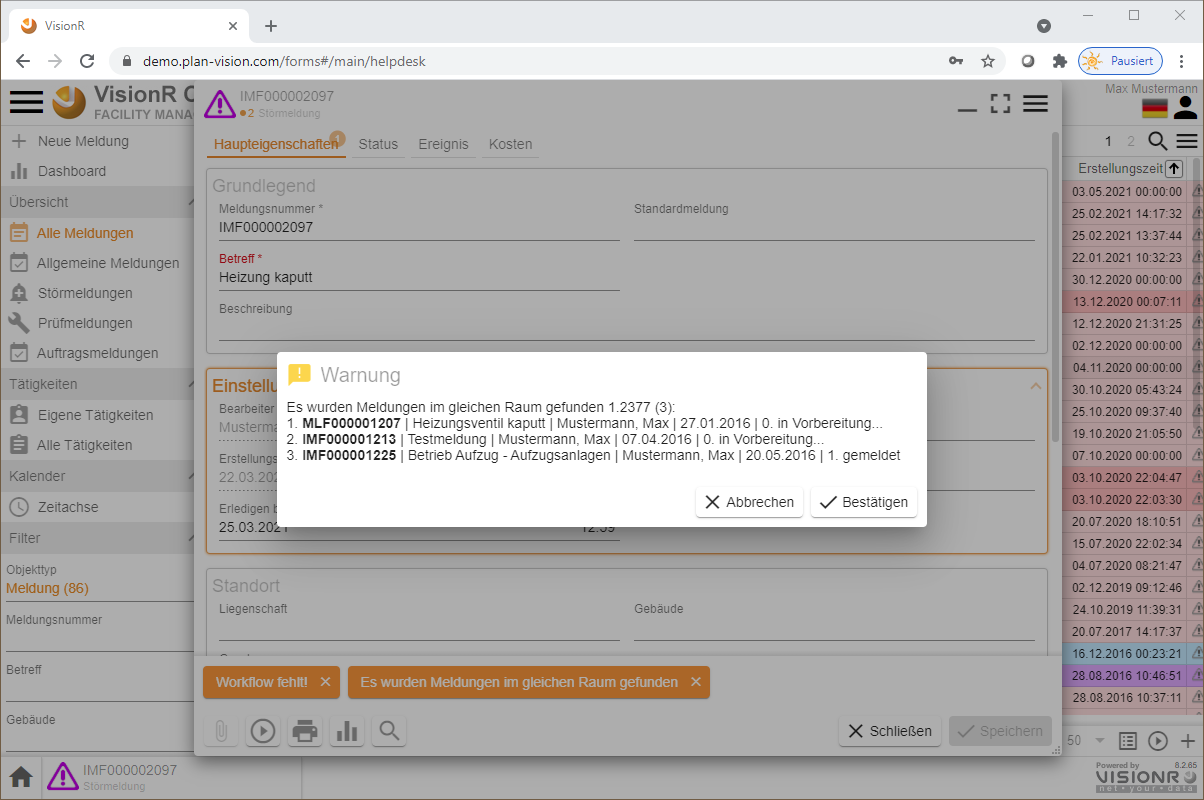 VisionR
demo.plan-vision.com/forms#/main/helpdesk
Pausiert
VisionR C
FACILITY MANA
Neue Meldung
Dashboard
Übersicht
Alle Meldungen
Allgemeine Meldungen
Störmeldungen
Prüfmeldungen
Auftragsmeldungen
Tätigkeiten
Eigene Tätigkeiten
Alle Tätigkeiten
Kalender
Zeitachse
Filter
Objekttyp
Meldung (86)
Meldungsnummer
Betreff
Gebäude
IMF000002097
2 Störmeldung
Haupteigenschaften 1 Status Ereignis Kosten
Grundlegend
Meldungsnummer * Standardmeldung
IMF000002097
Betreff *
Heizung kaputt
Beschreibung
Einstellu
Bearbeiter
Musterma
Erstellungs
22.03.202
Erledigen b
25.03.2021 12:59
Warnung
Es wurden Meldungen im gleichen Raum gefunden 1.2377 (3):
1. MLF000001207 | Heizungsventil kaputt | Mustermann, Max | 27.01.2016 | 0. in Vorbereitung...
2. IMF000001213 | Testmeldung | Mustermann, Max | 07.04.2016 | 0. in Vorbereitung...
3. IMF000001225 | Betrieb Aufzug - Aufzugsanlagen | Mustermann, Max | 20.05.2016 | 1. gemeldet
Abbrechen Bestätigen
Standort
Liegenschaft Gebäude
Workflow fehlt! Es wurden Meldungen im gleichen Raum gefunden
Schließen Speichern
Max Mustermann
1 2
Erstellungszeit
03.05.2021 00:00:00
25.02.2021 14:17:32
25.02.2021 13:37:44
22.01.2021 10:32:23
30.12.2020 00:00:00
13.12.2020 00:07:11
12.12.2020 21:31:25
02.12.2020 00:00:00
04.11.2020 00:00:00
30.10.2020 05:43:24
25.10.2020 09:37:40
19.10.2020 21:05:50
07.10.2020 00:00:00
03.10.2020 22:04:47
03.10.2020 22:03:30
20.07.2020 18:10:51
15.07.2020 22:02:34
04.07.2020 08:21:47
02.12.2019 09:12:46
24.10.2019 11:39:31
20.07.2017 14:17:37
16.12.2016 00:23:21
28.08.2016 10:46:51
28.08.2016 10:37:11
50
IMF000002097
Störmeldung
Powered by 8.2.65
VISIONR
net • your • data